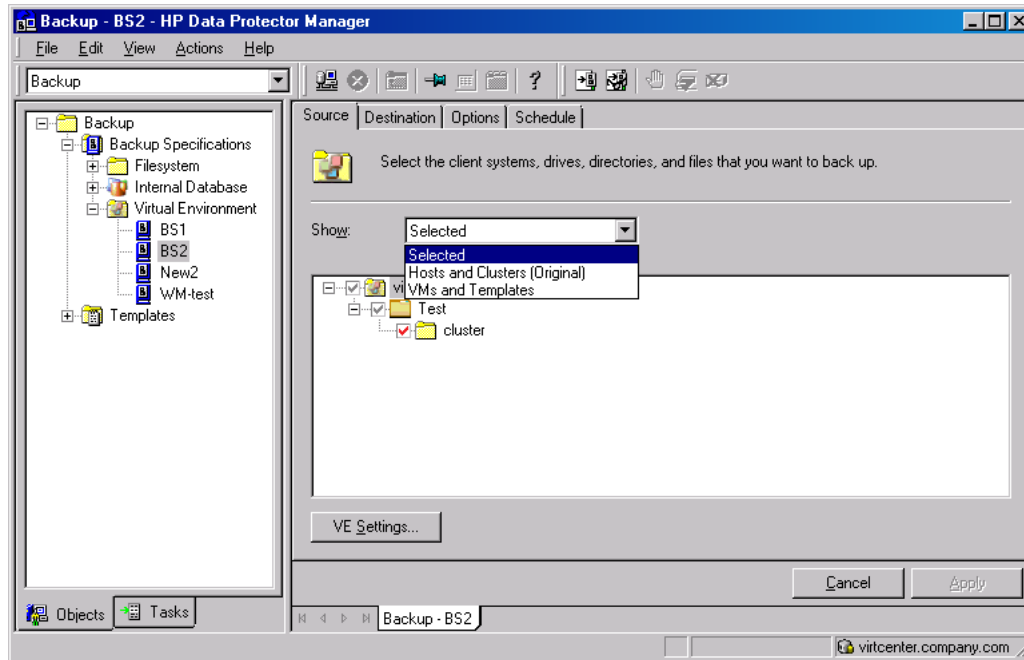 Backup - BS2 - HP Data Protector Manager
File Edit View Actions Help
Backup
Backup
Backup Specifications
Filesystem
Internal Database
Virtual Environment
BS1
BS2
New2
WM-test
Templates
Objects Tasks
Source Destination Options Schedule
Select the client systems, drives, directories, and files that you want to back up.
Show: Selected
Selected
Hosts and Clusters (Original)
VMs and Templates
Test
cluster
VE Settings...
Cancel Apply
Backup - BS2
virtcenter.company.com